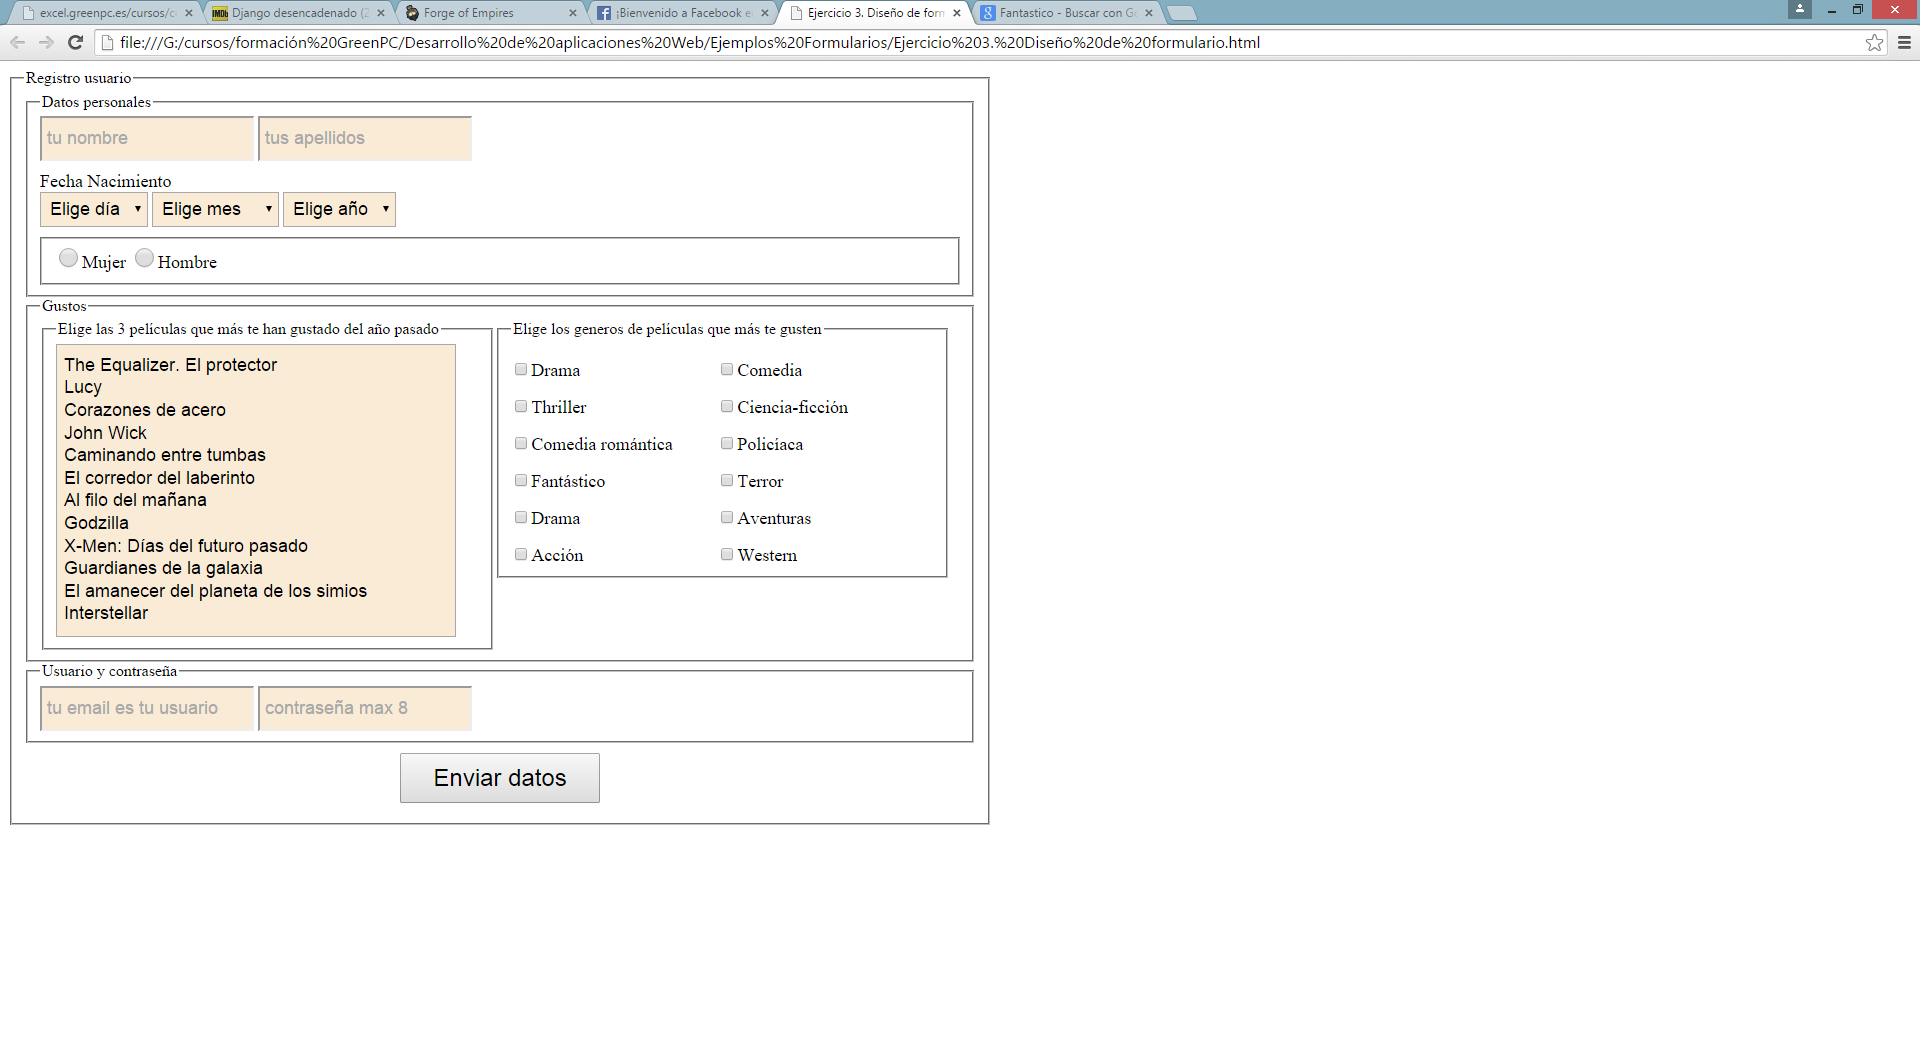 excel.greenpc.es/cursos/c
Django desencadenado (2
Forge of Empires
¡Bienvenido a Facebook e
Ejercicio 3. Diseño de form
Fantastico - Buscar con Go
file:///G:/cursos/formación%20GreenPC/Desarrollo%20de%20aplicaciones%20Web/Ejemplos%20Formularios/Ejercicio%203.%20Diseño%20de%20formulario.html
Registro usuario
Datos personales
tu nombre tus apellidos
Fecha Nacimiento
Elige día Elige mes Elige año
Mujer Hombre
Gustos
Elige las 3 películas que más te han gustado del año pasado
The Equalizer. El protector
Lucy
Corazones de acero
John Wick
Caminando entre tumbas
El corredor del laberinto
Al filo del mañana
Godzilla
X-Men: Días del futuro pasado
Guardianes de la galaxia
El amanecer del planeta de los simios
Interstellar
Elige los generos de películas que más te gusten
Drama Comedia
Thriller Ciencia-ficción
Comedia romántica Policíaca
Fantástico Terror
Drama Aventuras
Acción Western
Usuario y contraseña
tu email es tu usuario contraseña max 8
Enviar datos